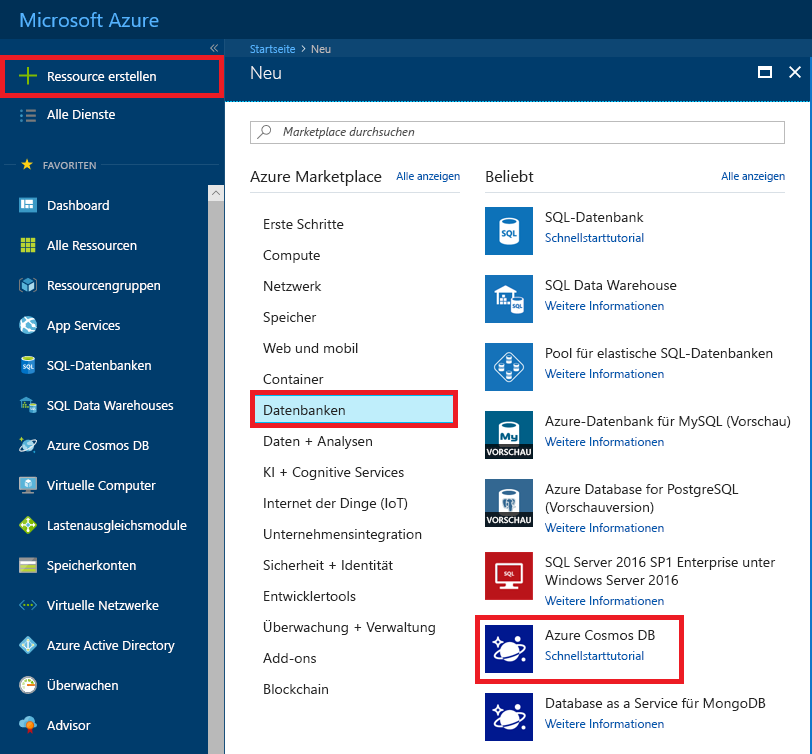 Microsoft Azure
«
Ressource erstellen
Alle Dienste
FAVORITEN
Dashboard
Alle Ressourcen
Ressourcengruppen
App Services
SQL-Datenbanken
SQL Data Warehouses
Azure Cosmos DB
Virtuelle Computer
Lastenausgleichsmodule
Speicherkonten
Virtuelle Netzwerke
Azure Active Directory
Überwachen
Advisor
Startseite > Neu
Neu
Marketplace durchsuchen
Azure Marketplace Alle anzeigen
Erste Schritte
Compute
Netzwerk
Speicher
Web und mobil
Container
Datenbanken
Daten + Analysen
KI + Cognitive Services
Internet der Dinge (IoT)
Unternehmensintegration
Sicherheit + Identität
Entwicklertools
Überwachung + Verwaltung
Add-ons
Blockchain
Beliebt Alle anzeigen
SQL
SQL-Datenbank
Schnellstarttutorial
SQL
SQL Data Warehouse
Weitere Informationen
Pool für elastische SQL-Datenbanken
Weitere Informationen
My
VORSCHAU
Azure-Datenbank für MySQL (Vorschau)
Weitere Informationen
VORSCHAU
Azure Database for PostgreSQL
(Vorschauversion)
Weitere Informationen
SQL
SQL Server 2016 SP1 Enterprise unter
Windows Server 2016
Weitere Informationen
Azure Cosmos DB
Schnellstarttutorial
Database as a Service für MongoDB
Weitere Informationen